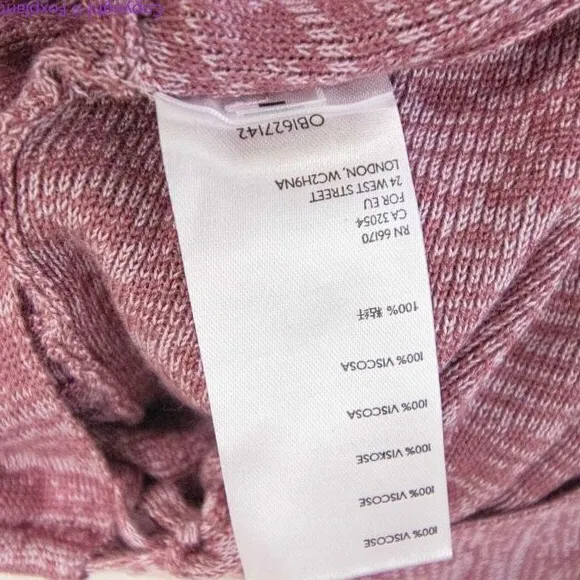 100% VISCOSE
100% VISCOSE
100% VISKOSE
100% VISCOSA
100% VISCOSA
100% 粘纤
RN 66170
CA 32054
FOR EU
24 WEST STREET
LONDON, WC2H9NA
OB1627142